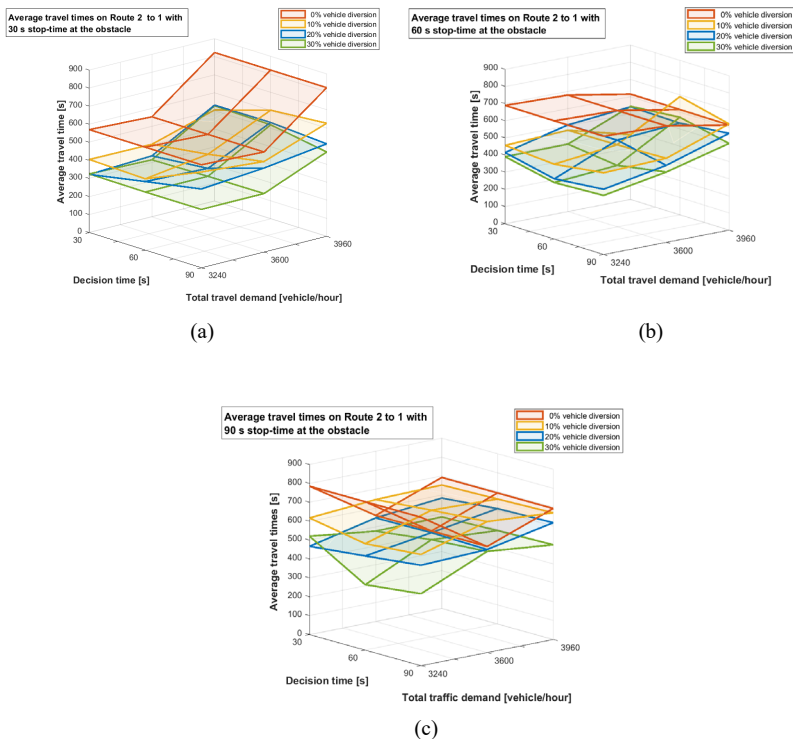 Average travel times on Route 2 to 1 with
30 s stop-time at the obstacle
0% vehicle diversion
10% vehicle diversion
20% vehicle diversion
30% vehicle diversion
Average travel time [s]
900
800
700
600
500
400
300
200
100
0
30
60
90
3240
3600
3960
Decision time [s]
Total travel demand [vehicle/hour]
(a)
Average travel times on Route 2 to 1 with
60 s stop-time at the obstacle
0% vehicle diversion
10% vehicle diversion
20% vehicle diversion
30% vehicle diversion
Average travel time [s]
900
800
700
600
500
400
300
200
100
0
30
60
90
3240
3600
3960
Decision time [s]
Total travel demand [vehicle/hour]
(b)
Average travel times on Route 2 to 1 with
90 s stop-time at the obstacle
0% vehicle diversion
10% vehicle diversion
20% vehicle diversion
30% vehicle diversion
Average travel times [s]
900
800
700
600
500
400
300
200
100
0
30
60
90
3240
3600
3960
Decision time [s]
Total traffic demand [vehicle/hour]
(c)